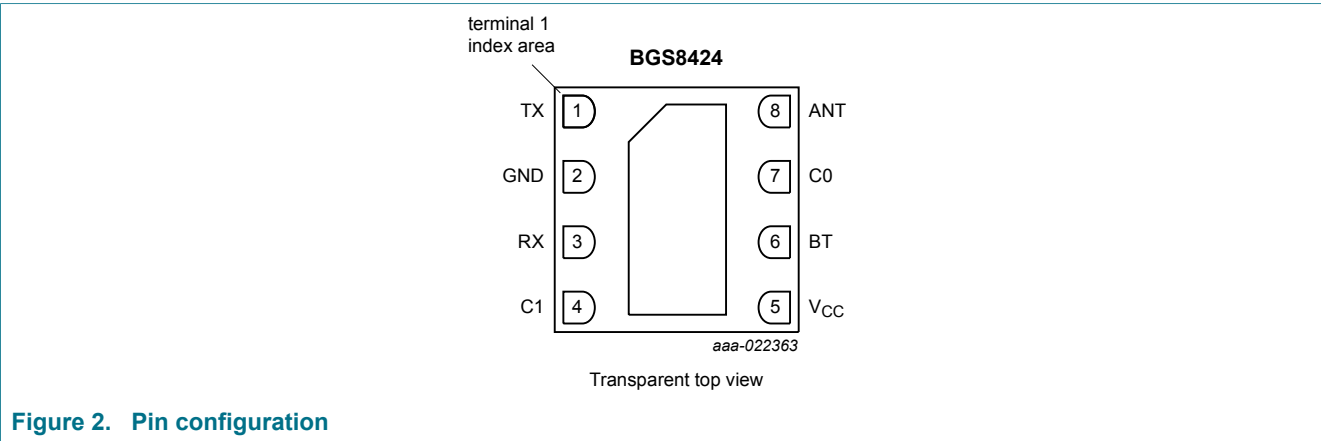 terminal 1
index area
BGS8424
TX 1 8 ANT
GND 2 7 C0
RX 3 6 BT
C1 4 5 VCC
aaa-022363
Transparent top view
Figure 2. Pin configuration